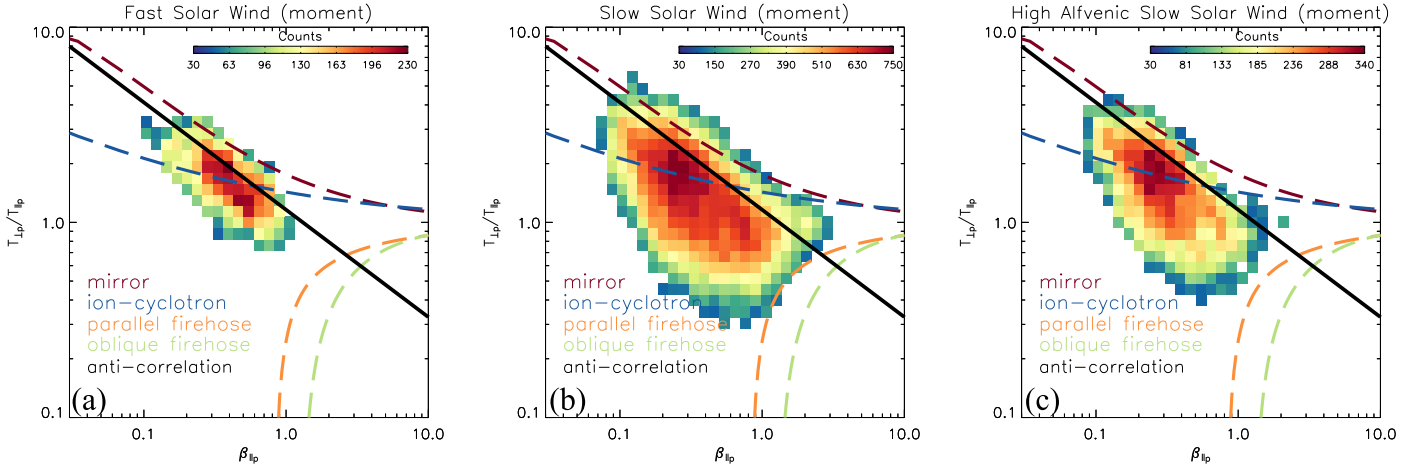 Fast Solar Wind (moment)
Counts
30 63 96 130 163 196 230
10.0
1.0
0.1
T⊥p/T∥p
mirror
ion−cyclotron
parallel firehose
oblique firehose
anti−correlation
(a)
0.1 1.0 10.0
β∥p
Slow Solar Wind (moment)
Counts
30 150 270 390 510 630 750
10.0
1.0
0.1
T⊥p/T∥p
mirror
ion−cyclotron
parallel firehose
oblique firehose
anti−correlation
(b)
0.1 1.0 10.0
β∥p
High Alfvenic Slow Solar Wind (moment)
Counts
30 81 133 185 236 288 340
10.0
1.0
0.1
T⊥p/T∥p
mirror
ion−cyclotron
parallel firehose
oblique firehose
anti−correlation
(c)
0.1 1.0 10.0
β∥p